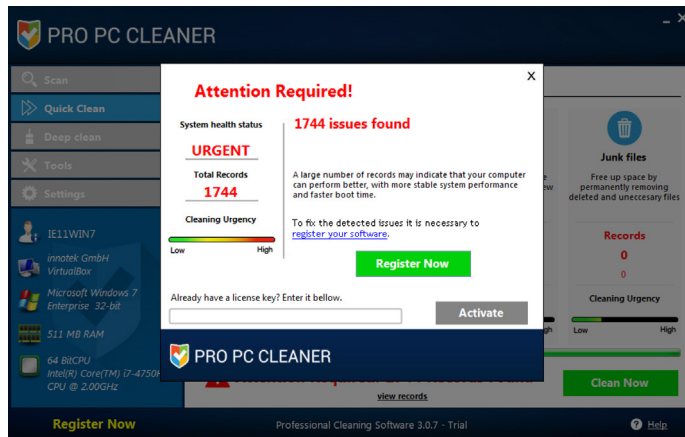 PRO PC CLEANER
Scan
Quick Clean
Deep clean
Tools
Settings
IE11WIN7
innotek GmbH
VirtualBox
Microsoft Windows 7
Enterprise 32-bit
511 MB RAM
64 BitCPU
Intel(R) Core(TM) i7-4750H
CPU @ 2.00GHz
X
Attention Required!
System health status
URGENT
Total Records
1744
Cleaning Urgency
Low High
1744 issues found
A large number of records may indicate that your computer
can perform better, with more stable system performance
and faster boot time.
To fix the detected issues it is necessary to
register your software.
Register Now
Already have a license key? Enter it bellow.
Activate
PRO PC CLEANER
Junk files
Free up space by
permanently removing
deleted and uneccesary files
Records
0
0
Cleaning Urgency
Low High
view records
Clean Now
Register Now
Professional Cleaning Software 3.0.7 - Trial
? Help